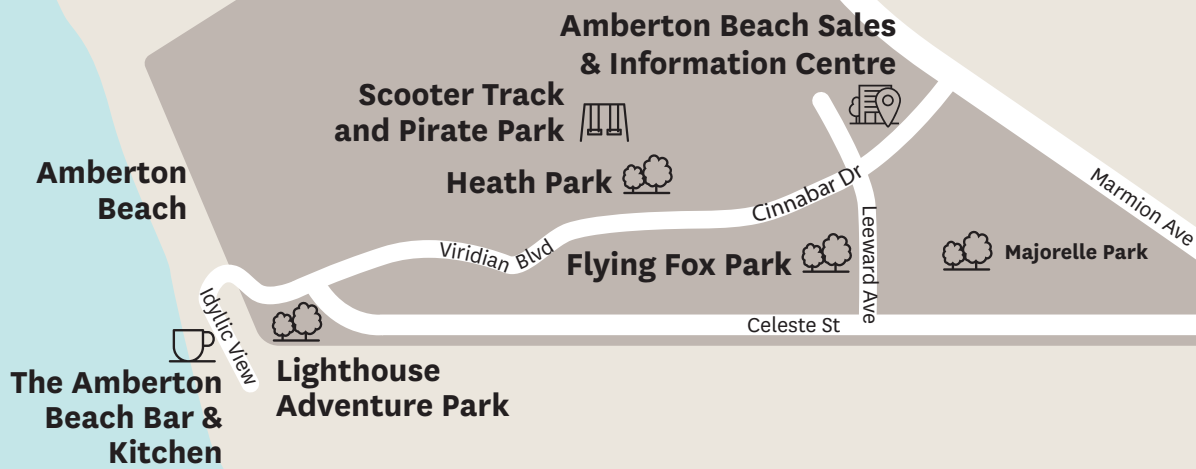 Amberton Beach Sales
& Information Centre
Scooter Track
and Pirate Park
Heath Park
Amberton
Beach
Cinnabar Dr
Marmion Ave
Leeward Ave
Viridian Blvd
Flying Fox Park
Majorelle Park
Idyllic View
Celeste St
Lighthouse
Adventure Park
The Amberton
Beach Bar &
Kitchen